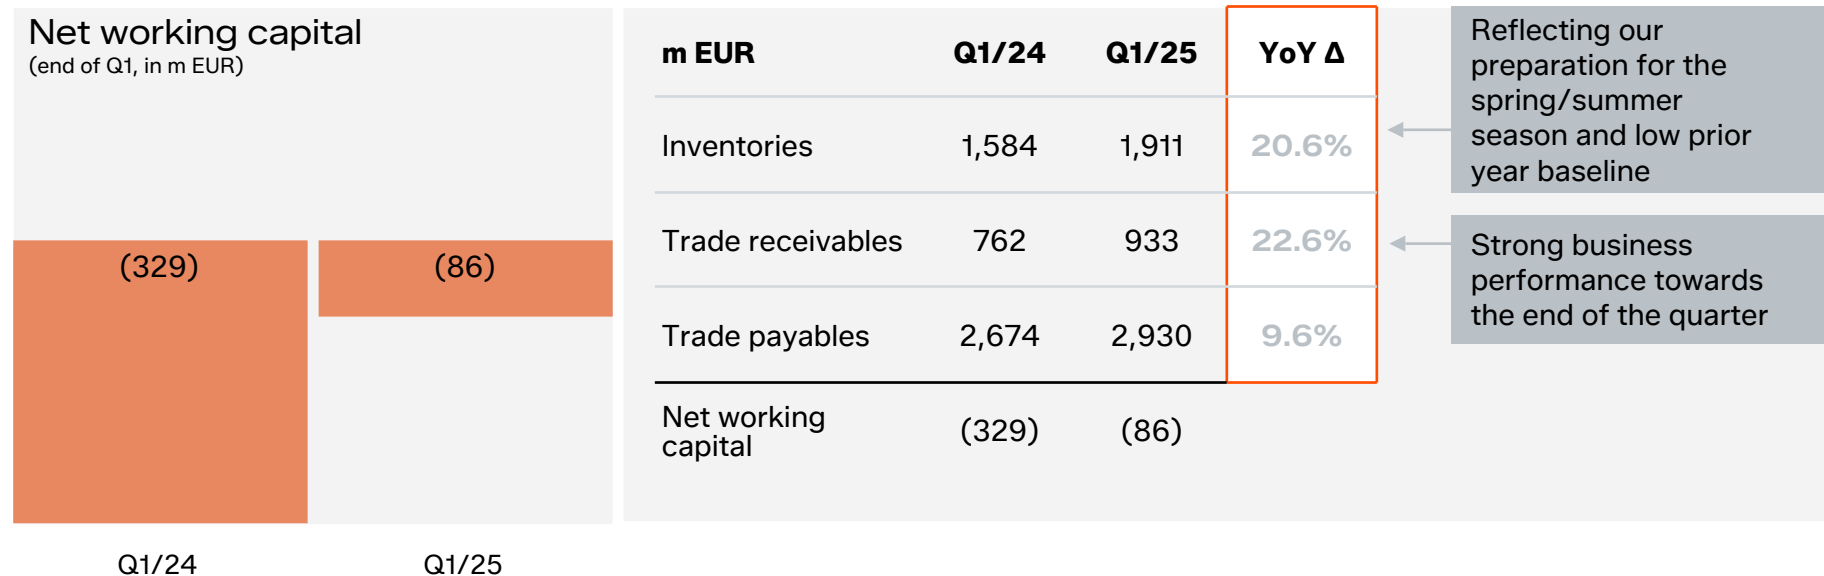 Net working capital
(end of Q1, in m EUR)
(329) (86)
Q1/24 Q1/25
m EUR Q1/24 Q1/25 YoY Δ
Inventories 1,584 1,911 20.6%
Trade receivables 762 933 22.6%
Trade payables 2,674 2,930 9.6%
Net working
capital (329) (86)
Reflecting our
preparation for the
spring/summer
season and low prior
year baseline
Strong business
performance towards
the end of the quarter